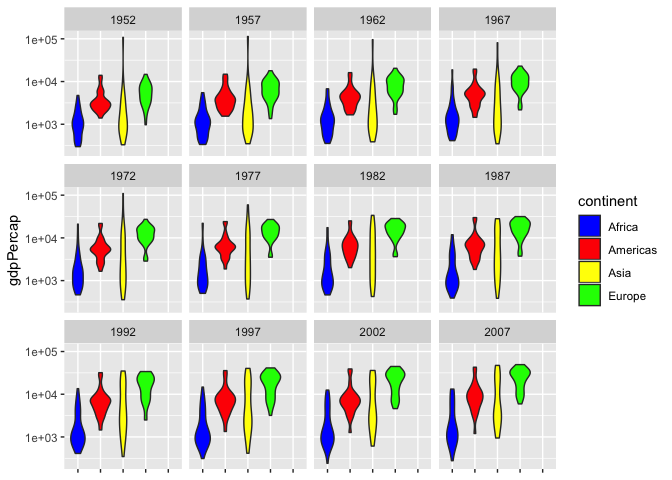 1952 1957 1962 1967
1e+05
1e+04
1e+03
1972 1977 1982 1987
1e+05
1e+04
1e+03
1992 1997 2002 2007
1e+05
1e+04
1e+03
gdpPercap
continent
Africa
Americas
Asia
Europe